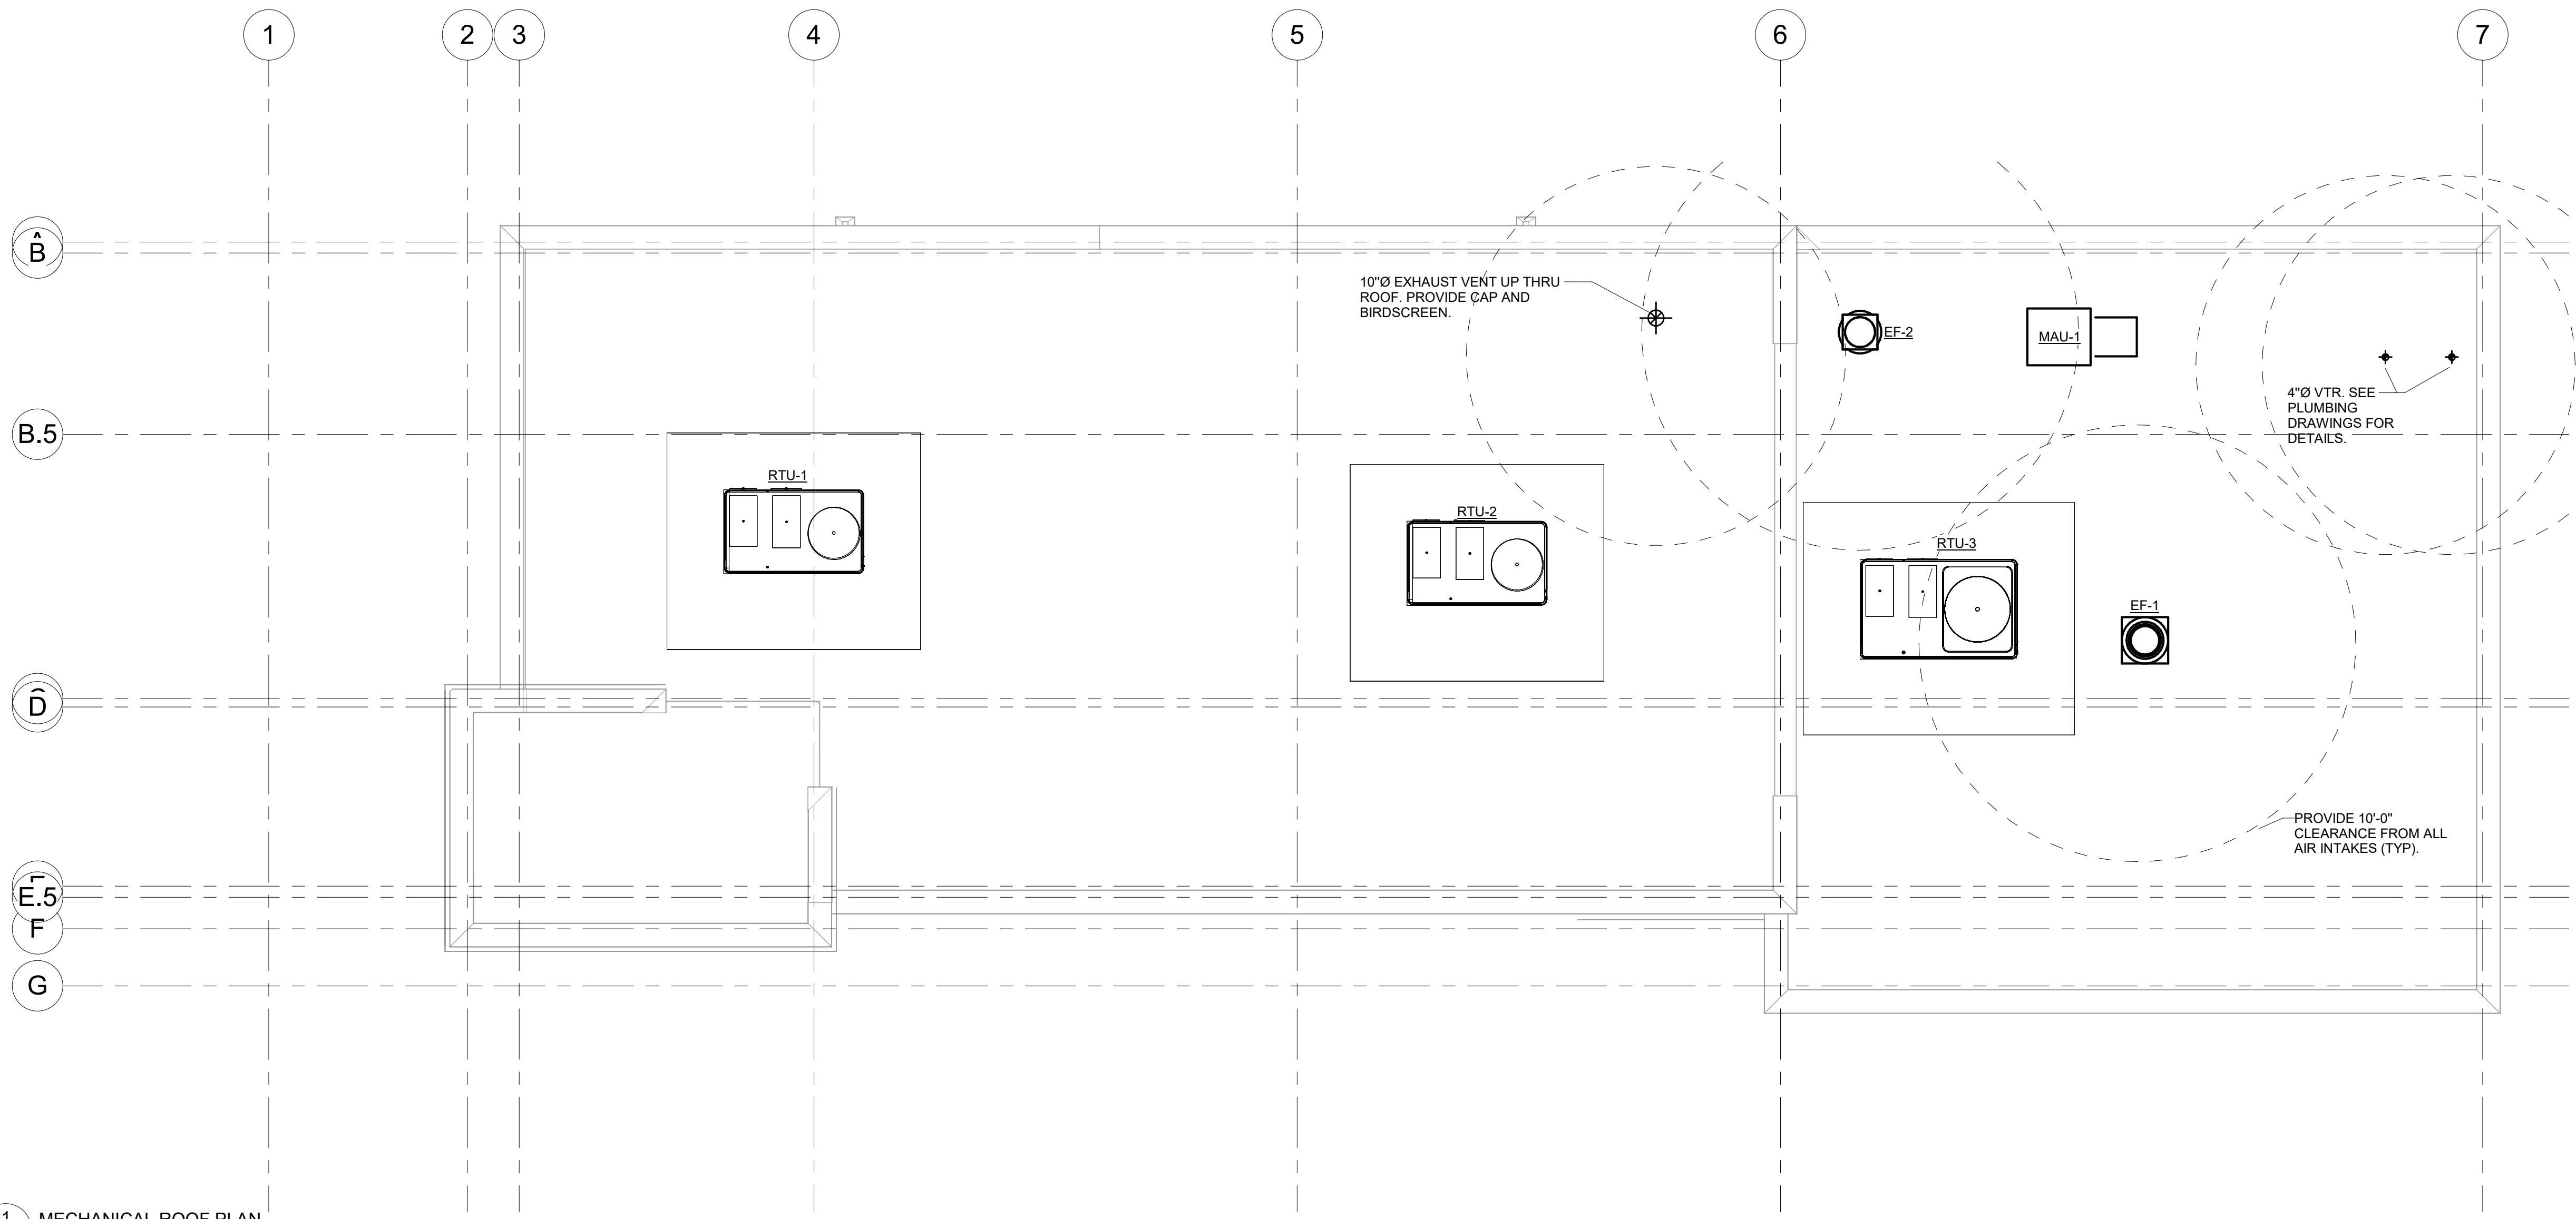 1
2
3
4
5
6
7
B
10"Ø EXHAUST VENT UP THRU
ROOF. PROVIDE CAP AND
BIRDSCREEN.
EF-2
MAU-1
4"Ø VTR. SEE
PLUMBING
DRAWINGS FOR
DETAILS.
B.5
RTU-1
RTU-2
RTU-3
EF-1
D
PROVIDE 10'-0"
CLEARANCE FROM ALL
AIR INTAKES (TYP).
E.5
F
G
1
MECHANICAL ROOF PLAN